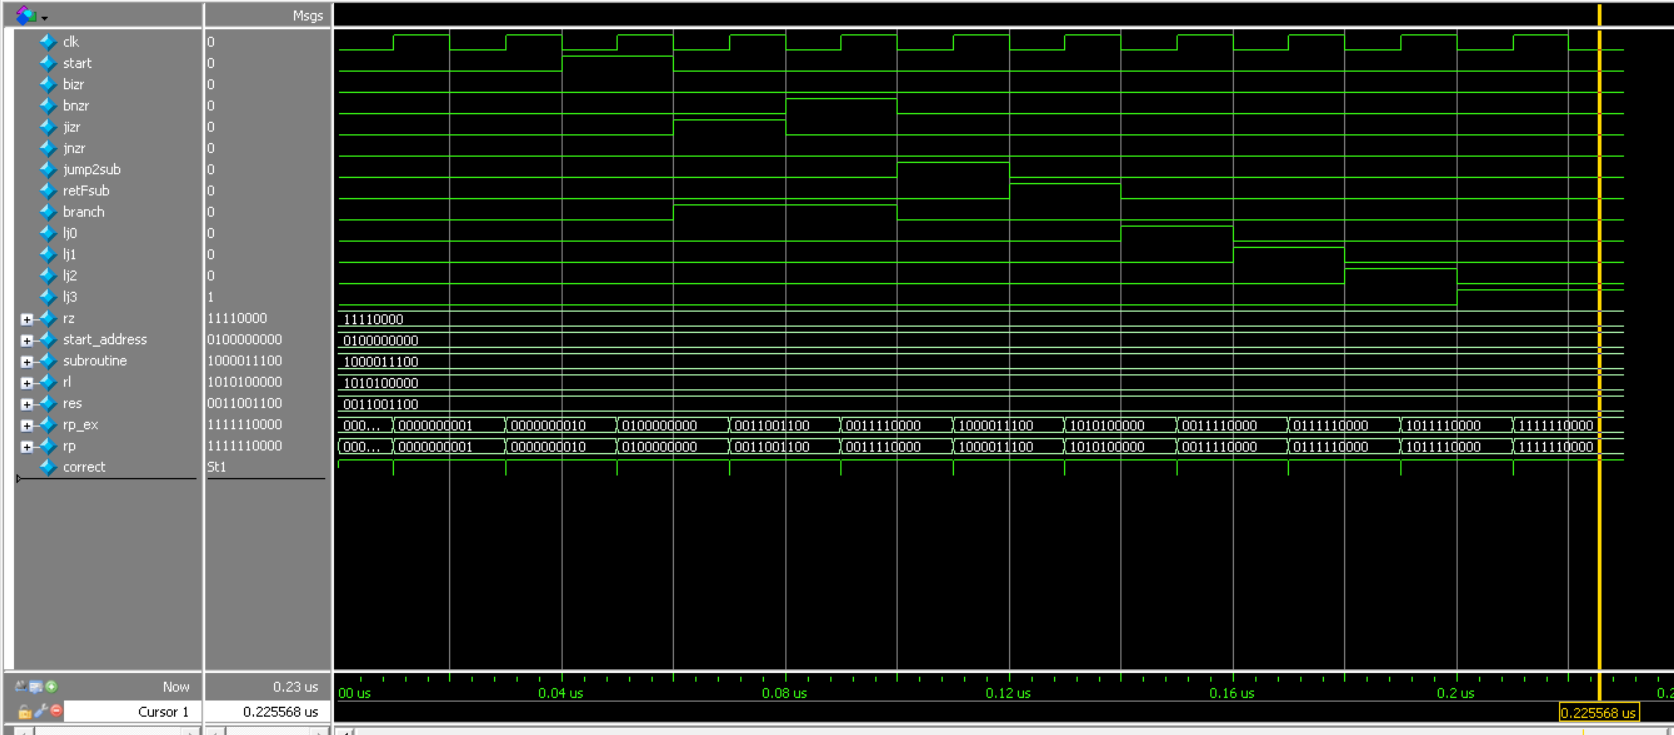 Msgs
clk 0
start 0
bizr 0
bnzr 0
jizr 0
jnzr 0
jump2sub 0
retFsub 0
branch 0
lj0 0
lj1 0
lj2 0
lj3 1
rz 11110000 11110000
start_address 0100000000 0100000000
subroutine 1000011100 1000011100
rl 1010100000 1010100000
res 0011001100 0011001100
rp_ex 1111110000 000... 0000000001 0000000010 0100000000 0011001100 0011110000 1000011100 1010100000 0011110000 0111110000 1011110000 1111110000
rp 1111110000 000... 0000000001 0000000010 0100000000 0011001100 0011110000 1000011100 1010100000 0011110000 0111110000 1011110000 1111110000
correct St1
Now 0.23 us 00 us 0.04 us 0.08 us 0.12 us 0.16 us 0.2 us 0.2
Cursor 1 0.225568 us 0.225568 us